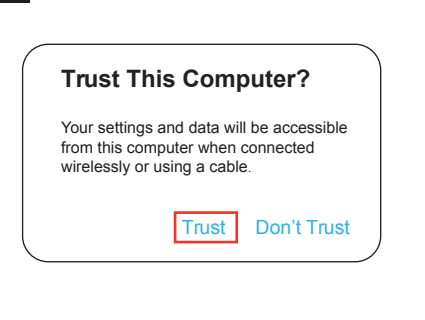 Trust This Computer?
Your settings and data will be accessible
from this computer when connected
wirelessly or using a cable.
Trust Don’t Trust